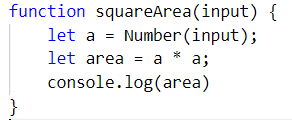 function squareArea(input) {
    let a = Number(input);
    let area = a * a;
    console.log(area)
}